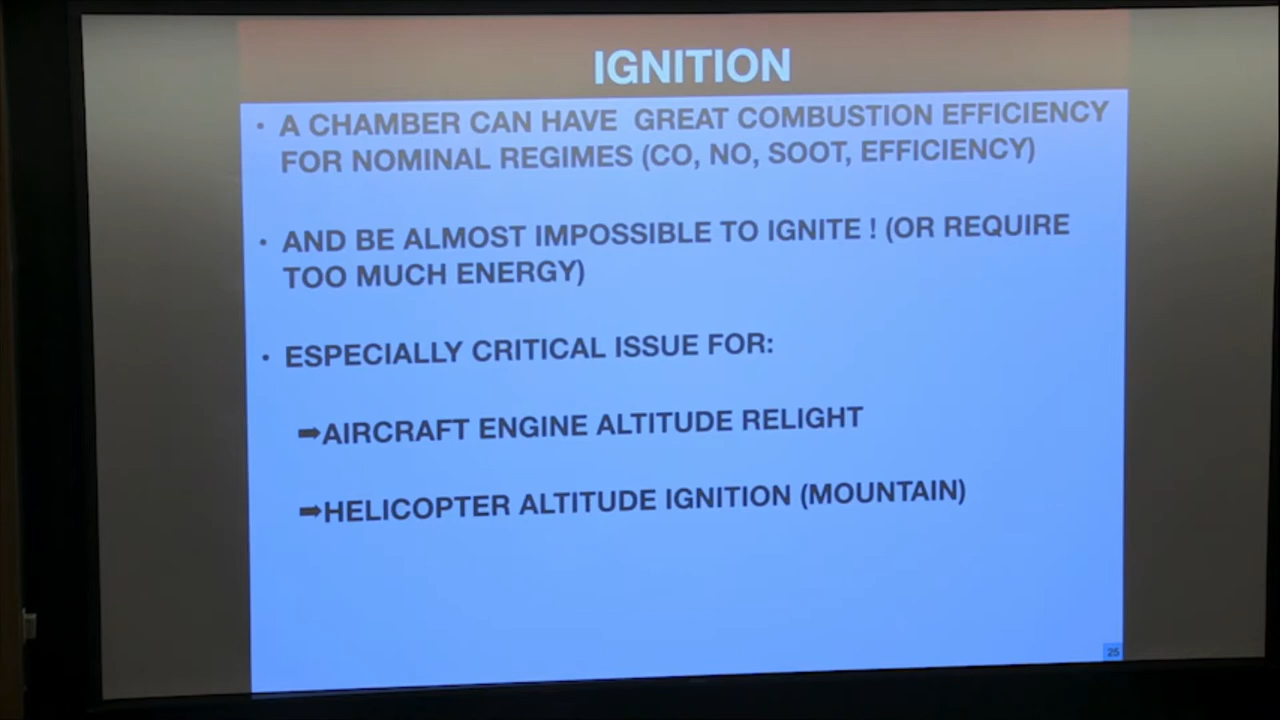 IGNITION
• A CHAMBER CAN HAVE GREAT COMBUSTION EFFICIENCY
FOR NOMINAL REGIMES (CO, NO, SOOT, EFFICIENCY)
• AND BE ALMOST IMPOSSIBLE TO IGNITE ! (OR REQUIRE
TOO MUCH ENERGY)
• ESPECIALLY CRITICAL ISSUE FOR:
➡AIRCRAFT ENGINE ALTITUDE RELIGHT
➡HELICOPTER ALTITUDE IGNITION (MOUNTAIN)
25